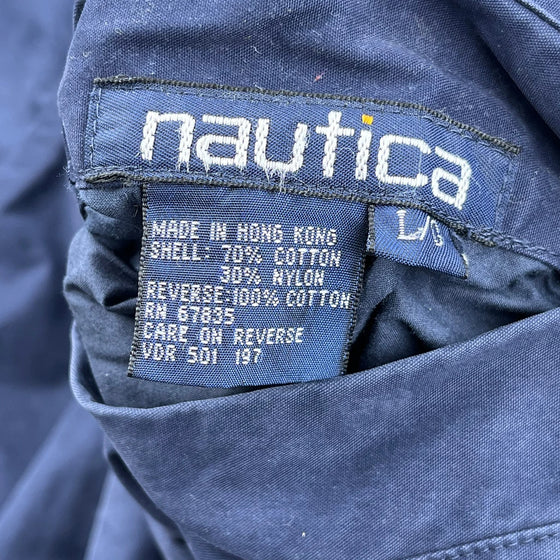 nautica
L/G
MADE IN HONG KONG
SHELL: 70% COTTON
30% NYLON
REVERSE: 100% COTTON
RN 67835
CARE ON REVERSE
VDR 501 197